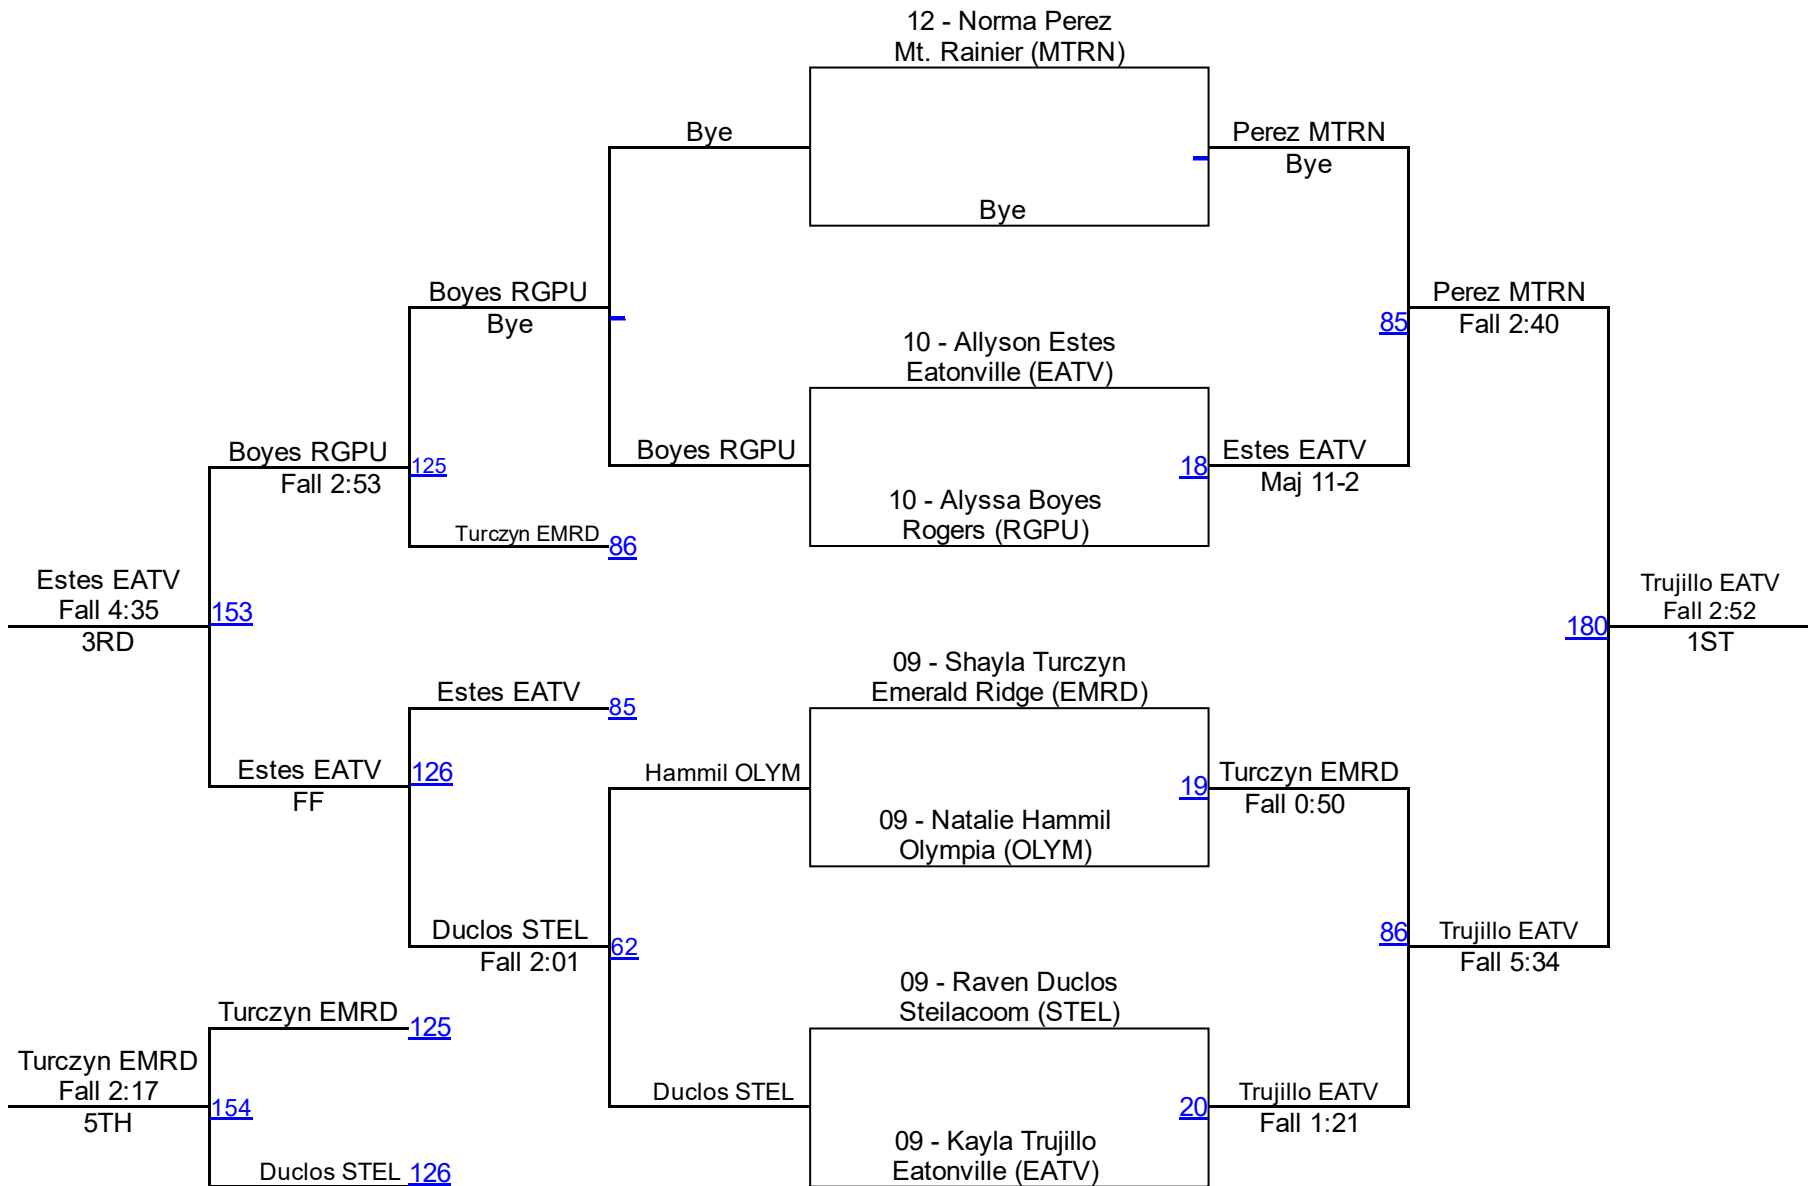 12 - Norma Perez
Mt. Rainier (MTRN)
Bye
Perez MTRN
Bye
Bye
Boyes RGPU
Bye
Perez MTRN
85
Fall 2:40
10 - Allyson Estes
Eatonville (EATV)
Boyes RGPU
125
Fall 2:53
Boyes RGPU
18
Estes EATV
Maj 11-2
10 - Alyssa Boyes
Rogers (RGPU)
Turczyn EMRD
86
Estes EATV
Fall 4:35
153
3RD
Trujillo EATV
Fall 2:52
180
1ST
09 - Shayla Turczyn
Emerald Ridge (EMRD)
Estes EATV
85
Estes EATV
126
FF
Hammil OLYM
19
Turczyn EMRD
Fall 0:50
09 - Natalie Hammil
Olympia (OLYM)
Duclos STEL
62
Fall 2:01
86
Trujillo EATV
Fall 5:34
09 - Raven Duclos
Steilacoom (STEL)
Turczyn EMRD
125
Turczyn EMRD
Fall 2:17
154
5TH
Duclos STEL
20
Trujillo EATV
Fall 1:21
09 - Kayla Trujillo
Eatonville (EATV)
Duclos STEL
126